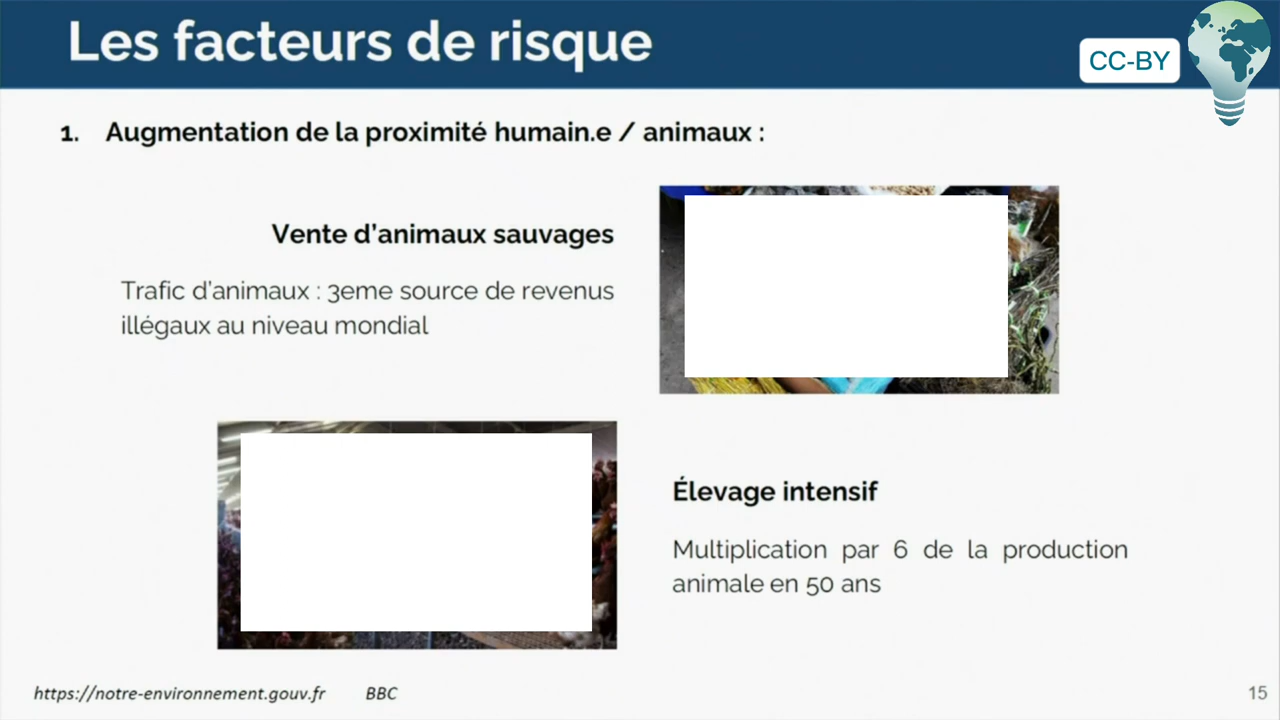 Les facteurs de risque
CC-BY
1. Augmentation de la proximité humain.e / animaux :
Vente d'animaux sauvages
Trafic d'animaux : 3eme source de revenus
illégaux au niveau mondial
Élevage intensif
Multiplication par 6 de la production
animale en 50 ans
https://notre-environnement.gouv.fr BBC
15